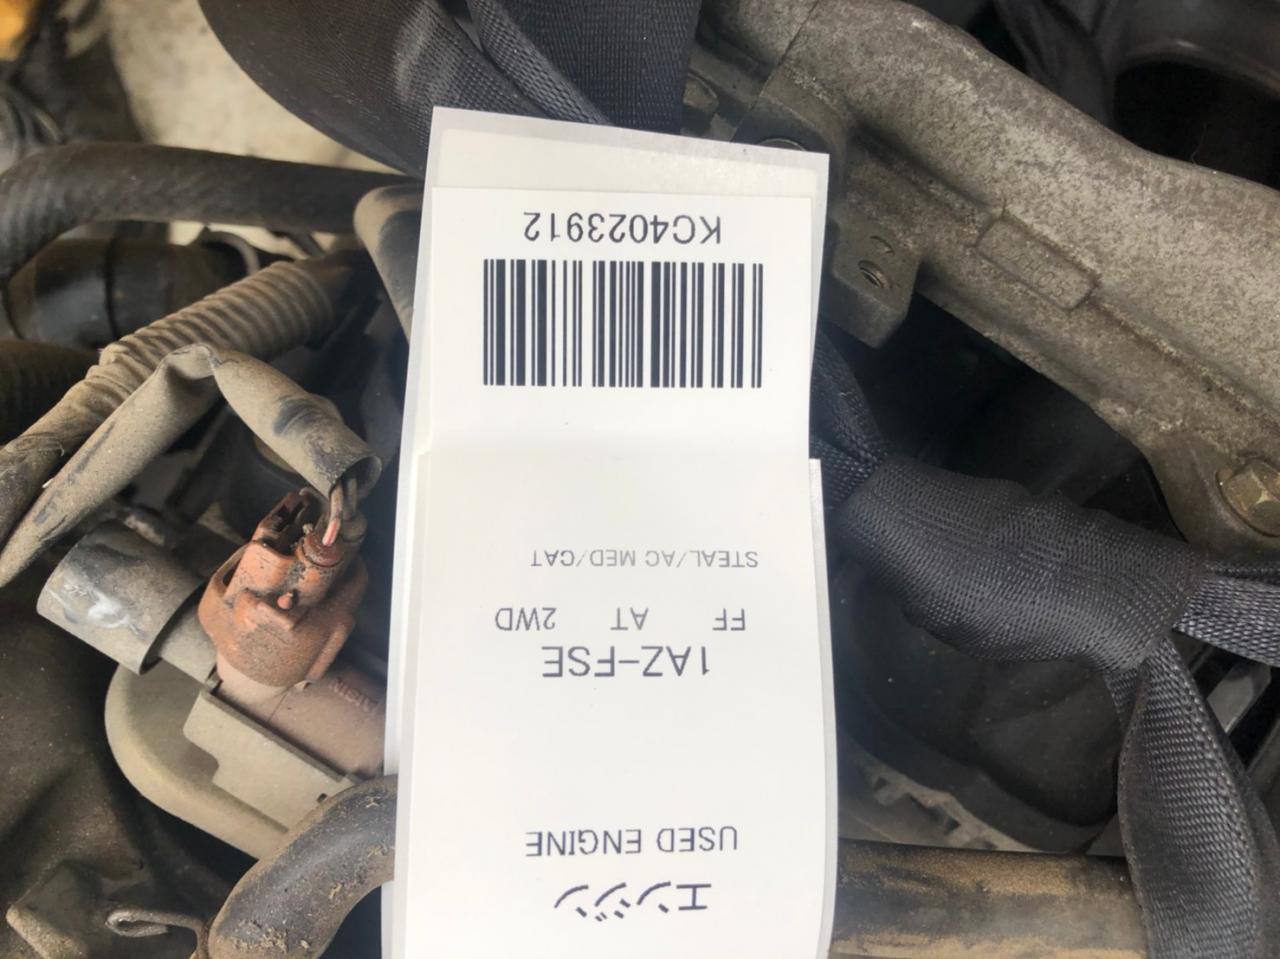 エンジン
USED ENGINE
1AZ-FSE
FF AT 2WD
STEAL/AC MED/CAT
KC4023912